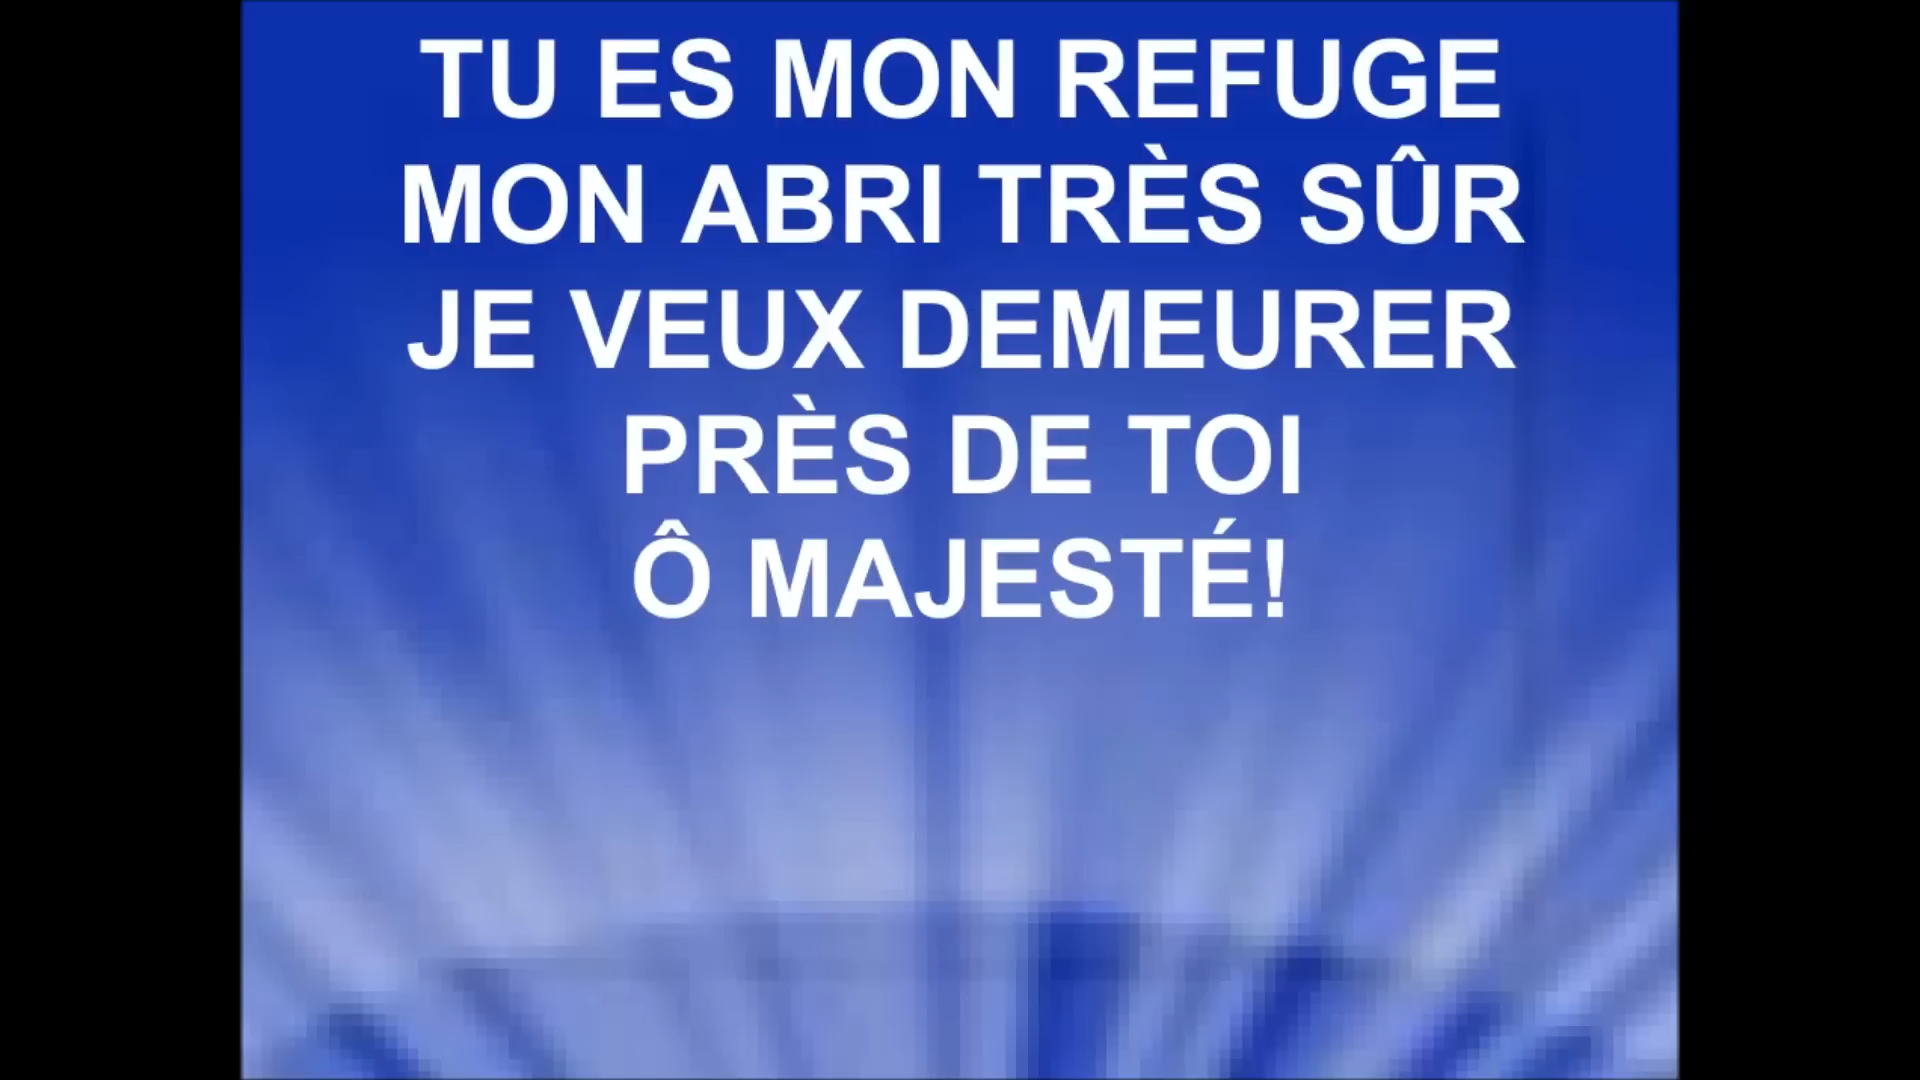 TU ES MON REFUGE
MON ABRI TRÈS SÛR
JE VEUX DEMEURER
PRÈS DE TOI
Ô MAJESTÉ!